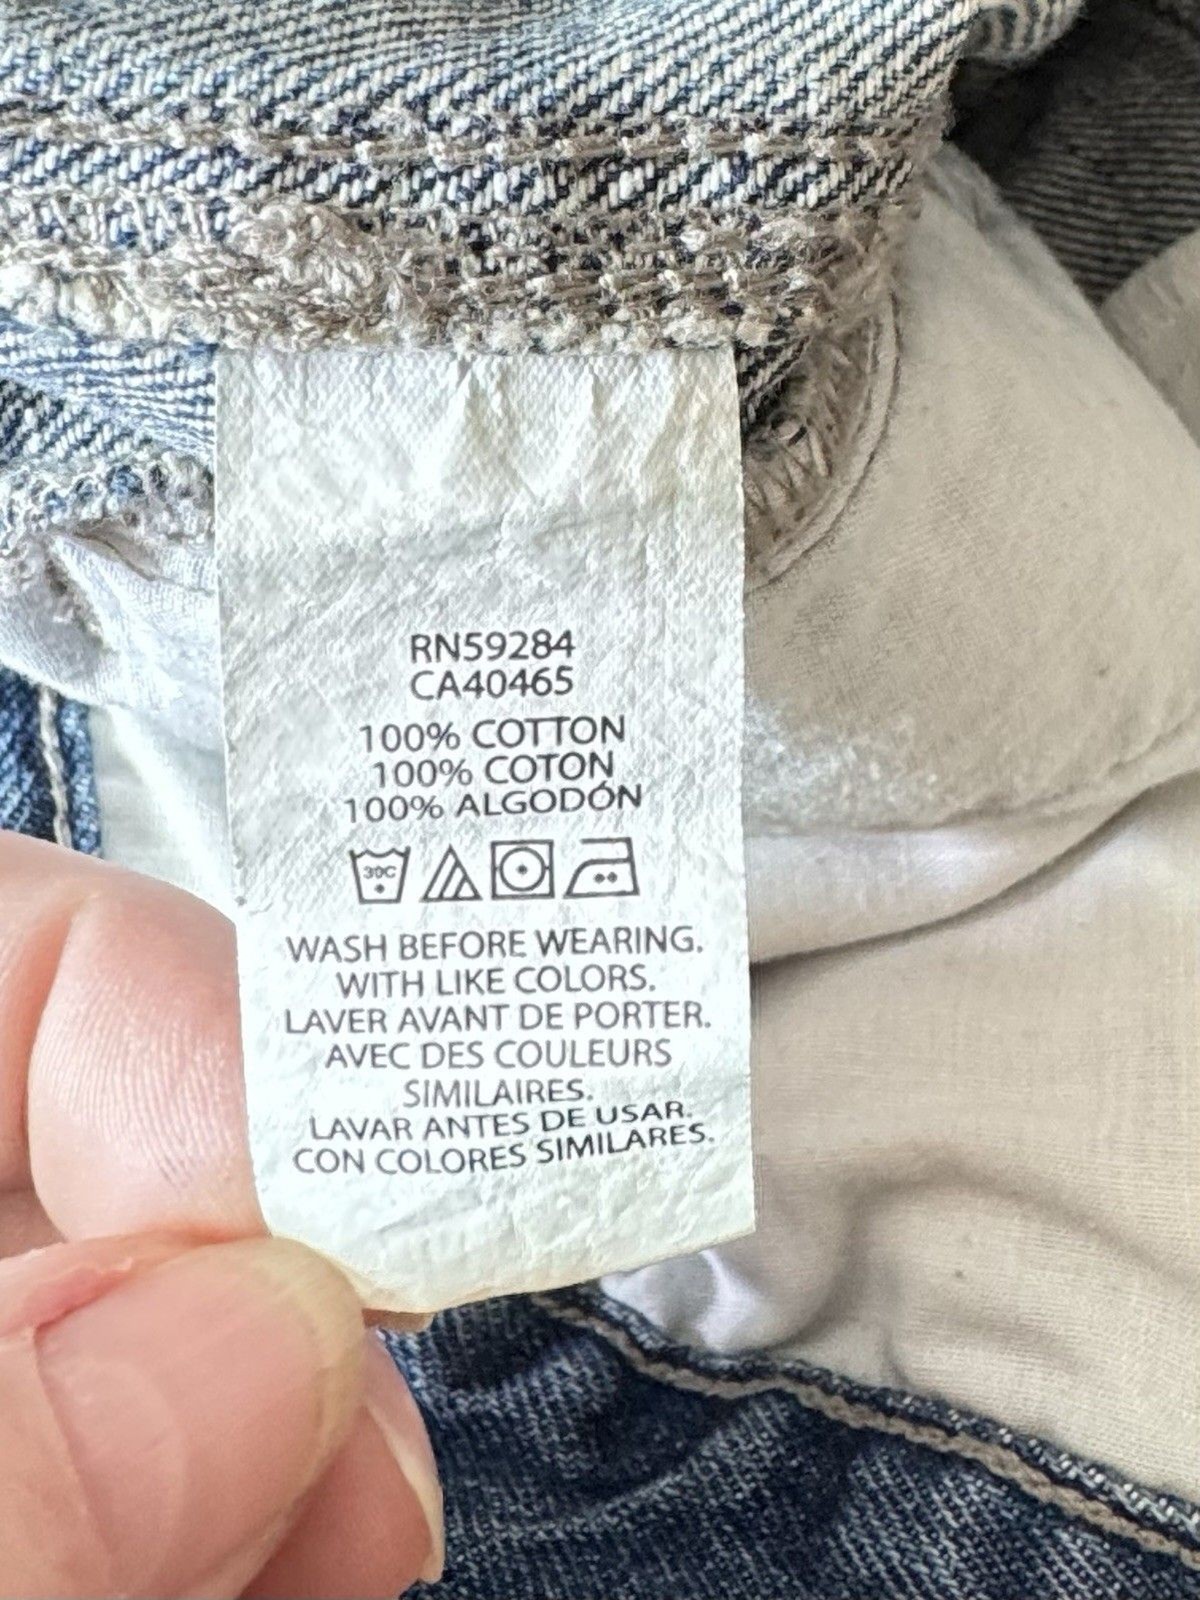 RN59284
CA40465
100% COTTON
100% COTON
100% ALGODÓN
30C
WASH BEFORE WEARING.
WITH LIKE COLORS.
LAVER AVANT DE PORTER.
AVEC DES COULEURS
SIMILAIRES.
LAVAR ANTES DE USAR.
CON COLORES SIMILARES.